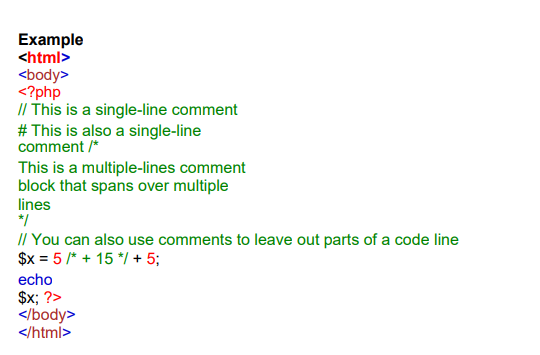 Example
<html>
<body>
<?php
// This is a single-line comment
# This is also a single-line
comment /*
This is a multiple-lines comment
block that spans over multiple
lines
*/
// You can also use comments to leave out parts of a code line
$x = 5 /* + 15 */ + 5;
echo
$x; ?>
</body>
</html>